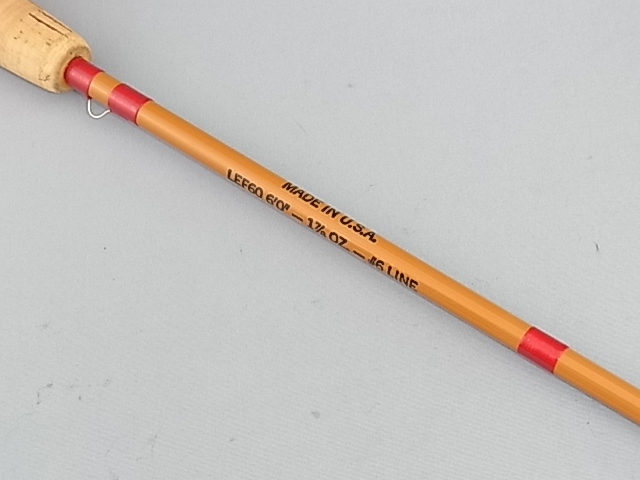 MADE IN U.S.A.
LEF60 6'0" — 1⅞ OZ. — #6 LINE